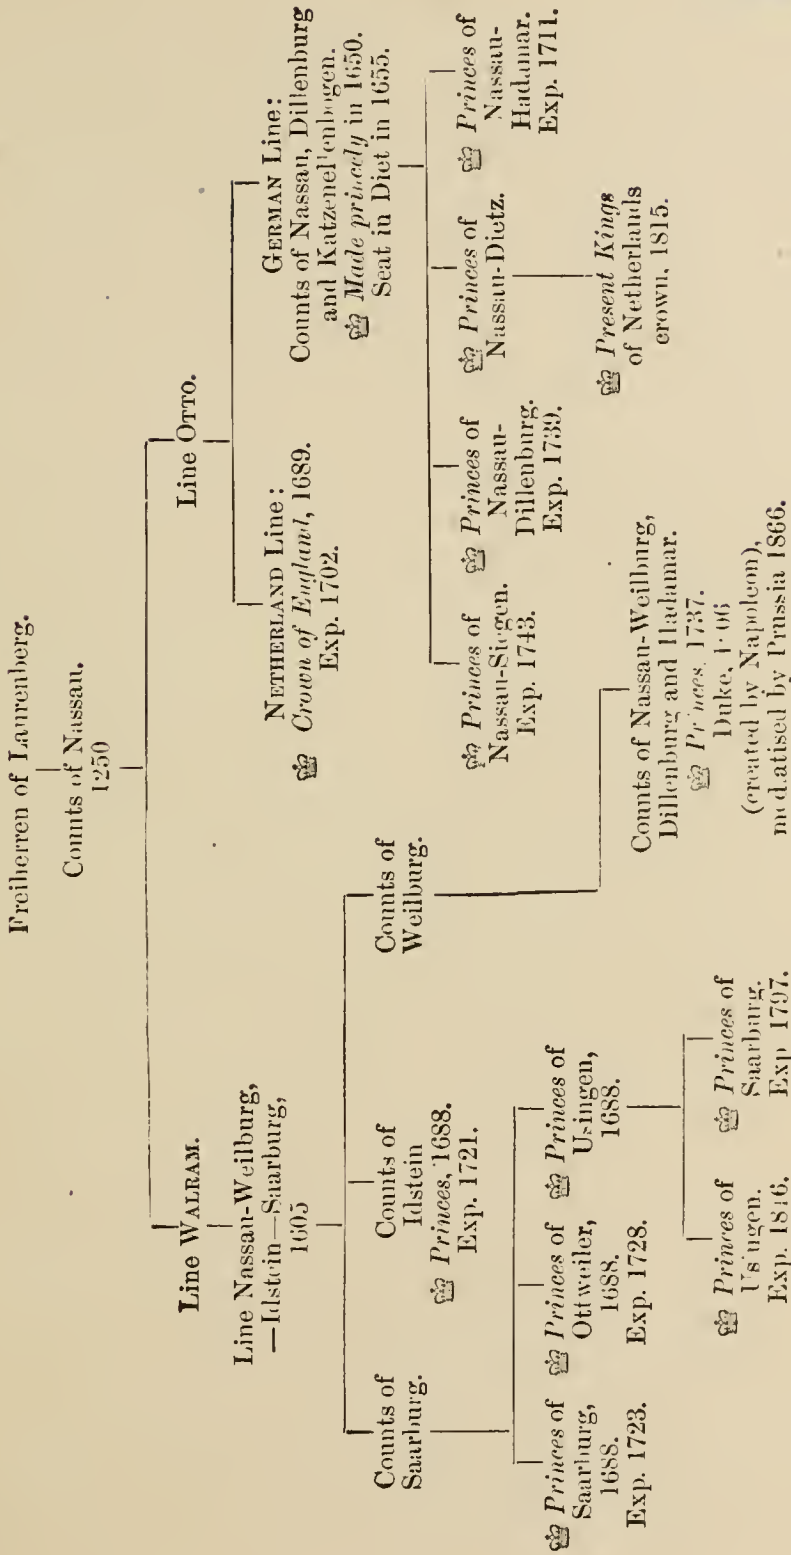 Freiherren of Laurenberg.
Counts of Nassau.
1250
Line WALRAM.
Line OTTO.
Line Nassau-Weilburg,
—Idstein—Saarburg,
1605
NETHERLAND Line:
Crown of England, 1689.
Exp. 1702.
GERMAN Line:
Counts of Nassau, Dillenburg
and Katzenellenbogen.
Made princely in 1650.
Seat in Diet in 1655.
Counts of
Saarburg.
Counts of
Idstein
Princes, 1688.
Exp. 1721.
Counts of
Weilburg.
Princes of
Nassau-Siegen.
Exp. 1743.
Princes of
Nassau-
Dillenburg.
Exp. 1739.
Princes of
Nassau-Dietz.
Princes of
Nassau-
Hadamar.
Exp. 1711.
Princes of
Saarburg,
1688.
Exp. 1723.
Princes of
Ottweiler,
1688.
Exp. 1728.
Princes of
Usingen,
1688.
Present Kings
of Netherlands
crown, 1815.
Counts of Nassau-Weilburg,
Dillenburg and Hadamar.
Princes, 1737.
Duke,
(created by Napoleon),
mediatised by Prussia 1866.
Princes of
Usingen.
Exp. 1816.
Princes of
Saarburg.
Exp. 1797.